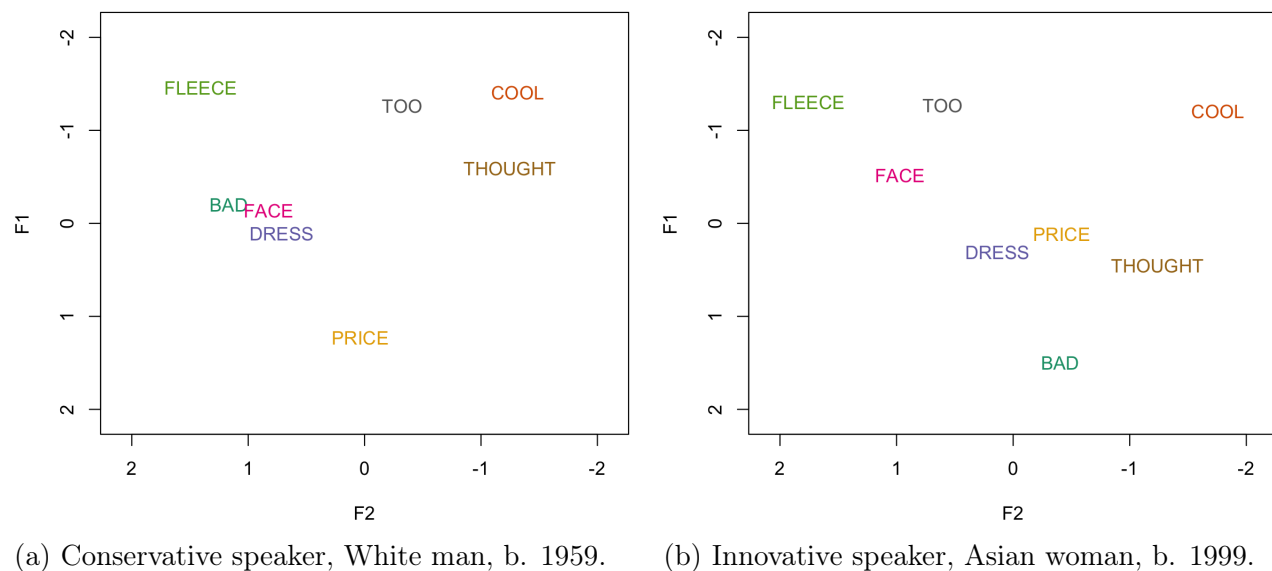 -2
-1
0
1
2
F1
FLEECE
TOO
COOL
THOUGHT
BAD
FACE
DRESS
PRICE
2
1
0
-1
-2
F2
(a) Conservative speaker, White man, b. 1959.
-2
-1
0
1
2
F1
FLEECE
TOO
COOL
FACE
PRICE
DRESS
THOUGHT
BAD
2
1
0
-1
-2
F2
(b) Innovative speaker, Asian woman, b. 1999.